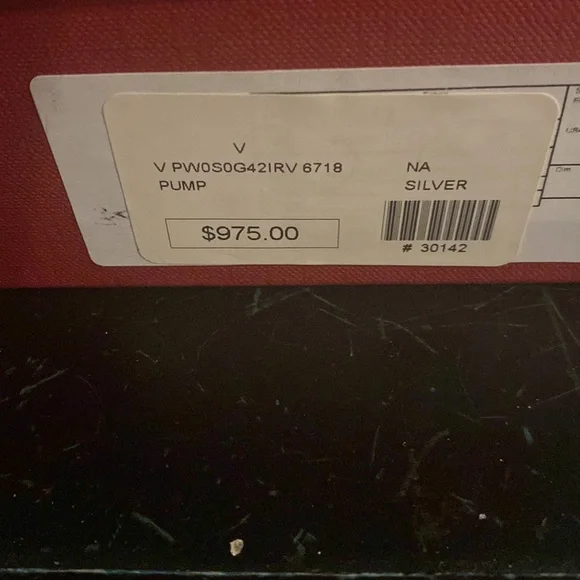 V
V PW0S0G42IRV 6718 NA
PUMP SILVER
$975.00
# 30142